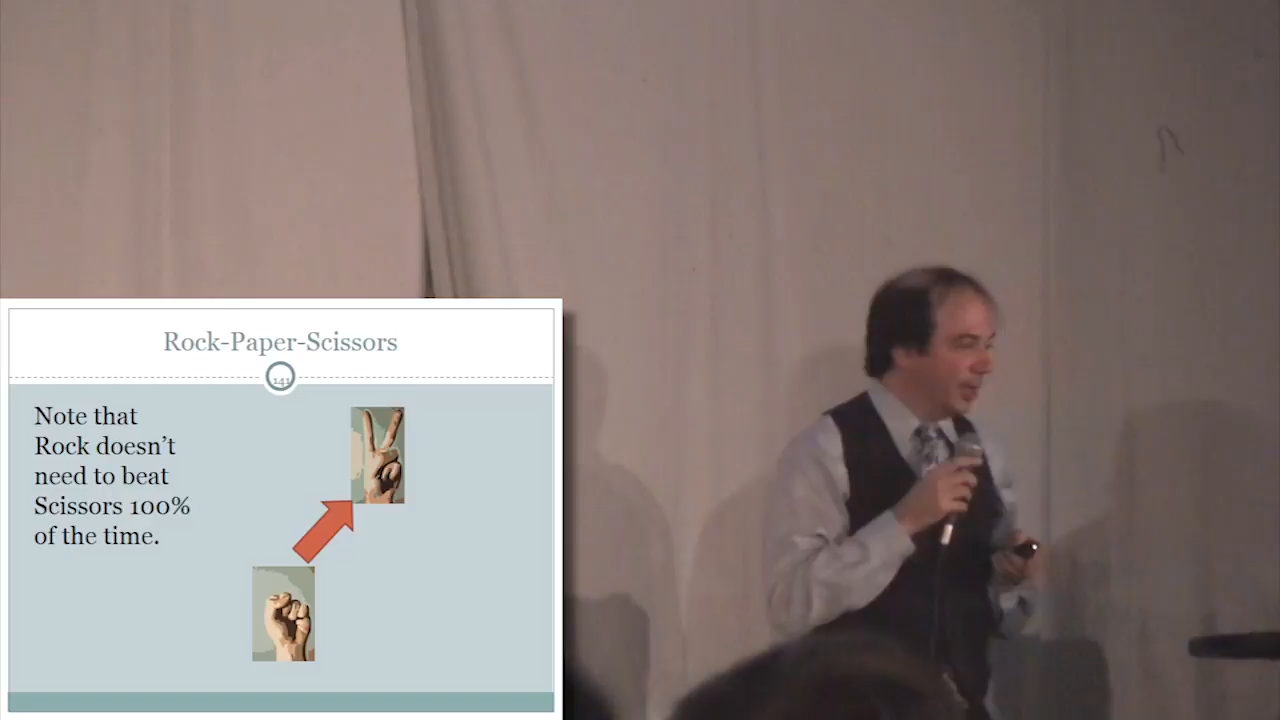 Rock-Paper-Scissors
141
Note that
Rock doesn't
need to beat
Scissors 100%
of the time.